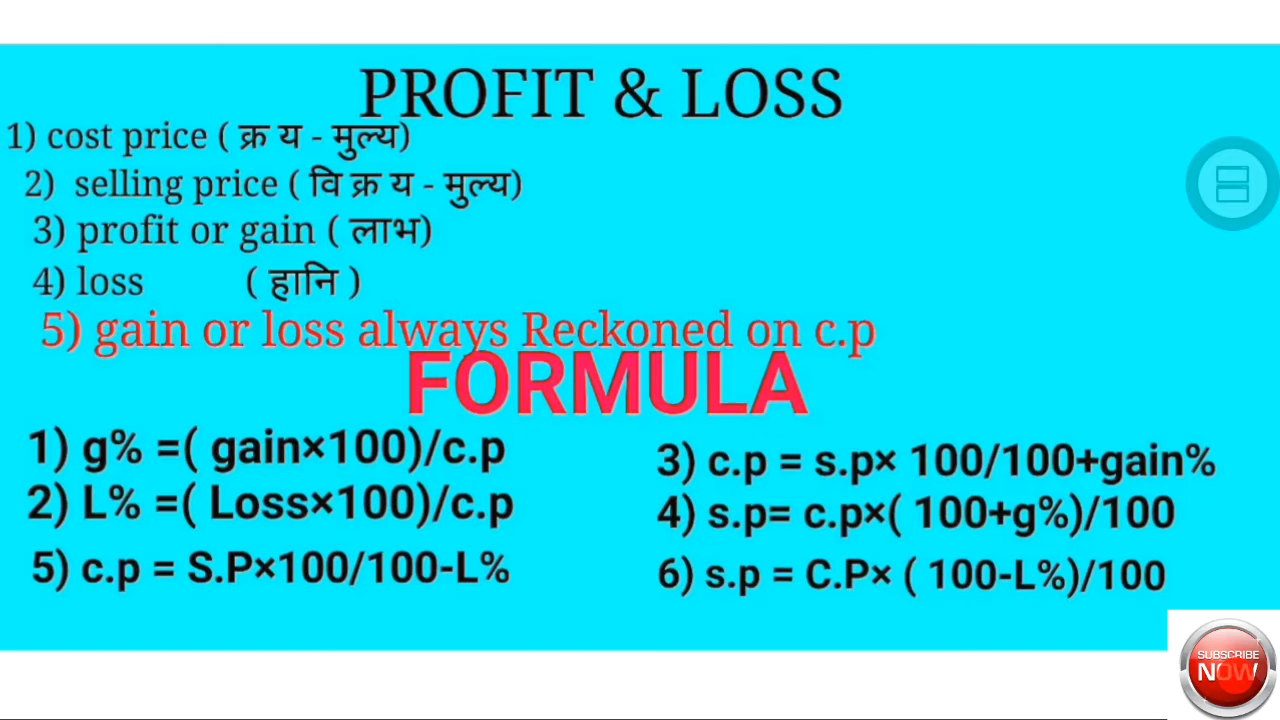 PROFIT & LOSS
1) cost price ( क्र य - मुल्य)
2) selling price ( वि क्र य - मुल्य)
3) profit or gain ( लाभ)
4) loss ( हानि )
5) gain or loss always Reckoned on c.p
FORMULA
1) g% =( gain×100)/c.p
2) L% =( Loss×100)/c.p
3) c.p = s.p× 100/100+gain%
4) s.p= c.p×( 100+g%)/100
5) c.p = S.P×100/100-L%
6) s.p = C.P× ( 100-L%)/100
SUBSCRIBE
NOW